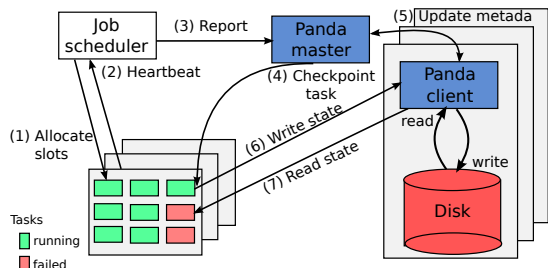 Job
scheduler
(3) Report
Panda
master
(5)
Update metada
(2) Heartbeat
(4) Checkpoint
task
Panda
client
(1) Allocate
slots
(6) Write state
(7) Read state
read
write
Disk
Tasks
running
failed